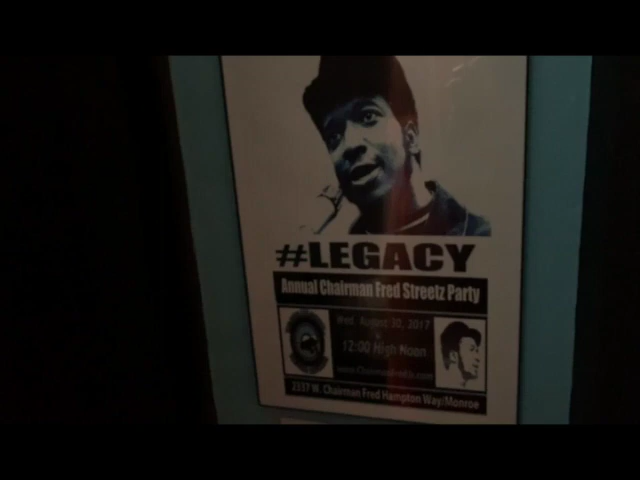 #LEGACY
Annual Chairman Fred Streetz Party
Wed. August 30, 2017
12:00 High Noon
2337 W. Chairman Fred Hampton Way/Monroe